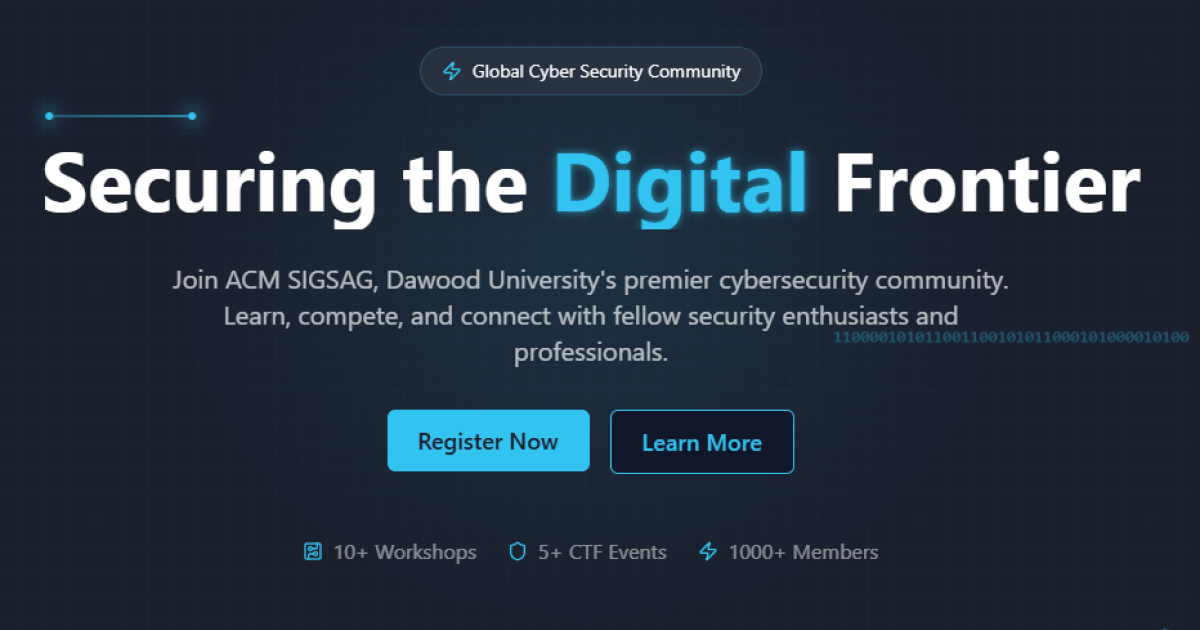 Global Cyber Security Community
Securing the Digital Frontier
Join ACM SIGSAG, Dawood University's premier cybersecurity community.
Learn, compete, and connect with fellow security enthusiasts and
professionals.
110000101011001100101011000101000010100
Register Now
Learn More
10+ Workshops
5+ CTF Events
1000+ Members